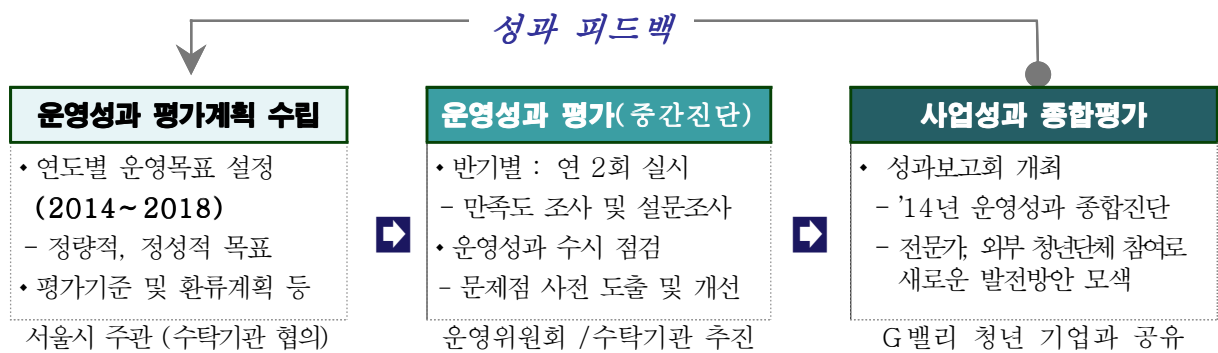 성과 피드백
운영성과 평가계획 수립
• 연도별 운영목표 설정
(2014~2018)
- 정량적, 정성적 목표
• 평가기준 및 환류계획 등
서울시 주관 (수탁기관 협의)
운영성과 평가(중간진단)
• 반기별 : 연 2회 실시
- 만족도 조사 및 설문조사
• 운영성과 수시 점검
- 문제점 사전 도출 및 개선
운영위원회 /수탁기관 추진
사업성과 종합평가
• 성과보고회 개최
- ’14년 운영성과 종합진단
- 전문가, 외부 청년단체 참여로
새로운 발전방안 모색
G밸리 청년 기업과 공유